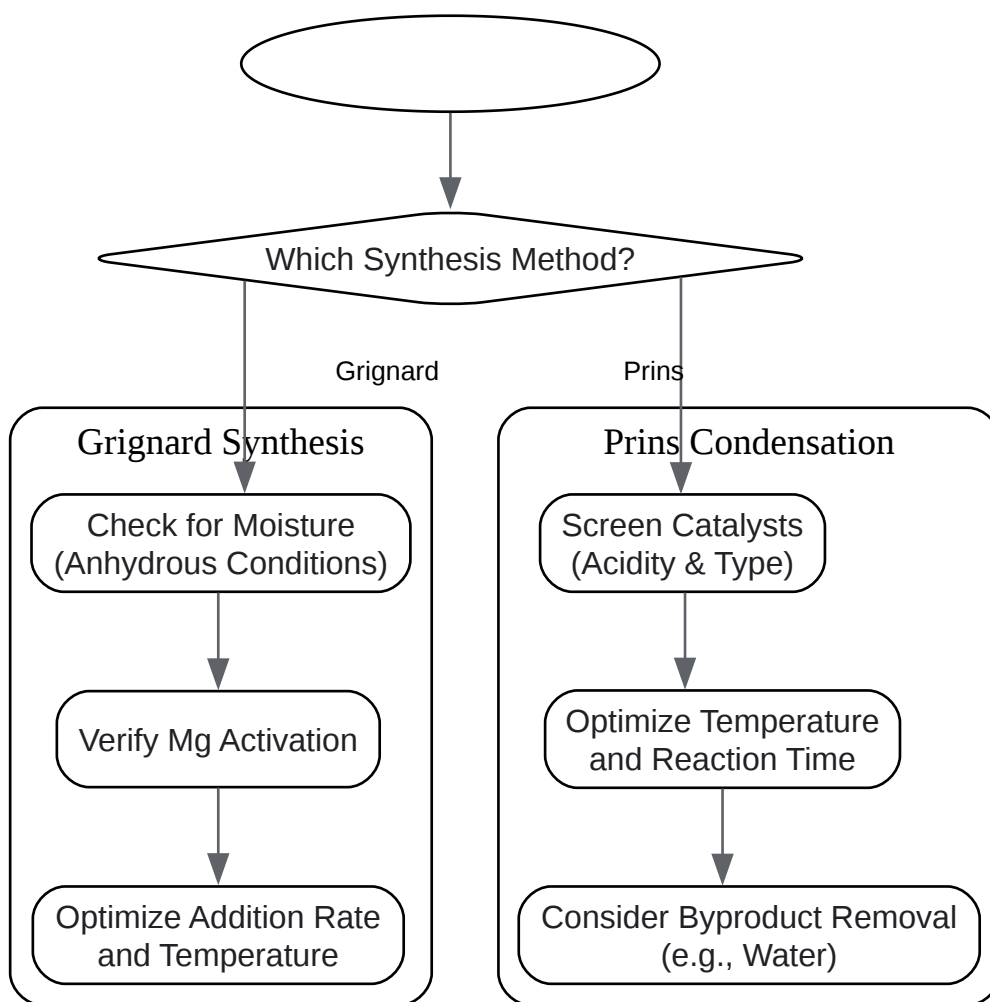 Which Synthesis Method?
Grignard
Prins
Grignard Synthesis
Check for Moisture
(Anhydrous Conditions)
Verify Mg Activation
Optimize Addition Rate
and Temperature
Prins Condensation
Screen Catalysts
(Acidity & Type)
Optimize Temperature
and Reaction Time
Consider Byproduct Removal
(e.g., Water)